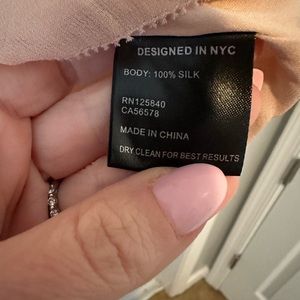 DESIGNED IN NYC
BODY: 100% SILK
RN125840
CA56578
MADE IN CHINA
DRY CLEAN FOR BEST RESULTS